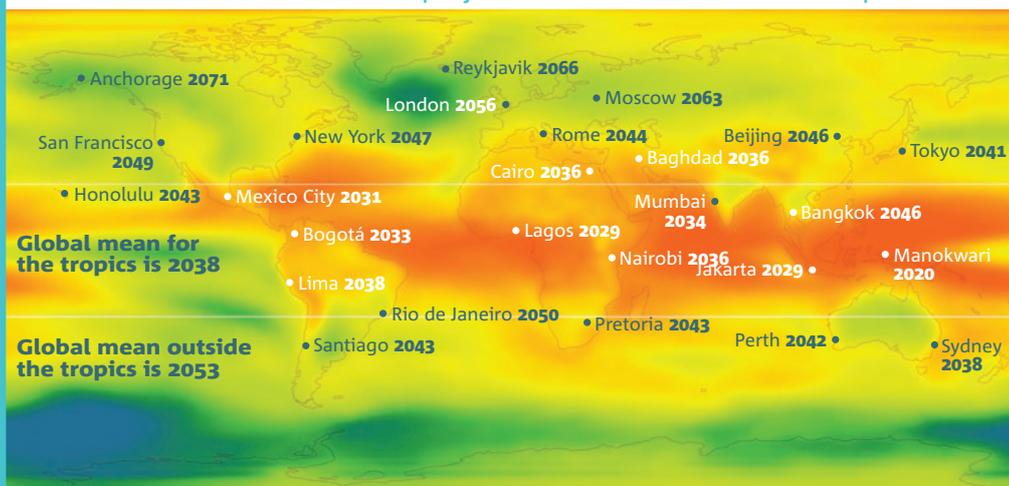 Anchorage 2071
Reykjavik 2066
London 2056
Moscow 2063
San Francisco
2049
New York 2047
Rome 2044
Beijing 2046
Tokyo 2041
Baghdad 2036
Cairo 2036
Honolulu 2043
Mexico City 2031
Mumbai
2034
Bangkok 2046
Bogotá 2033
Lagos 2029
Global mean for
the tropics is 2038
Nairobi 2036
Jakarta 2029
Manokwari
2020
Lima 2038
Rio de Janeiro 2050
Pretoria 2043
Global mean outside
the tropics is 2053
Santiago 2043
Perth 2042
Sydney
2038